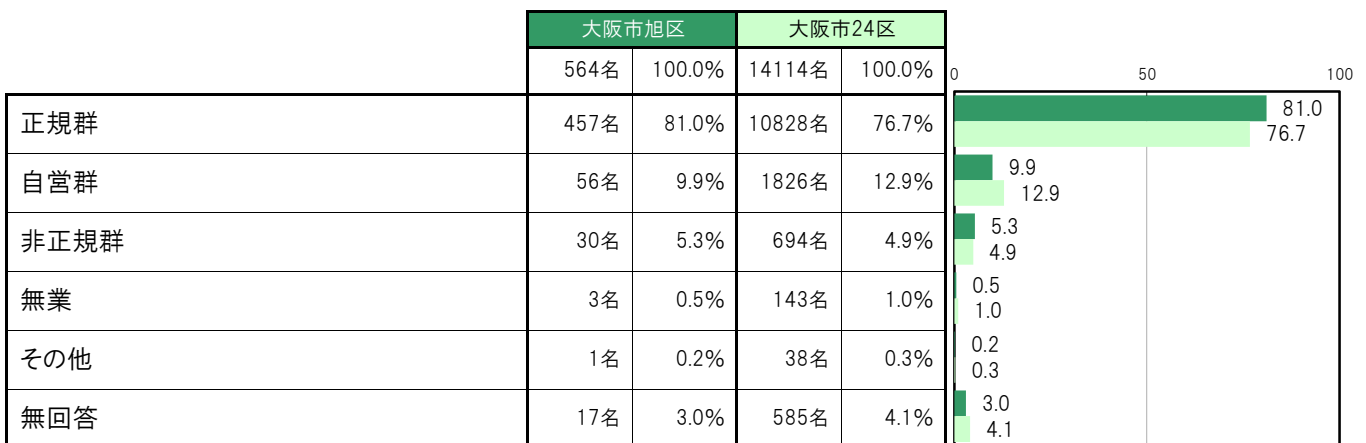 大阪市旭区 大阪市24区
564名 100.0% 14114名 100.0% 0 50 100
正規群 457名 81.0% 10828名 76.7% 81.0
76.7
自営群 56名 9.9% 1826名 12.9% 9.9
12.9
非正規群 30名 5.3% 694名 4.9% 5.3
4.9
無業 3名 0.5% 143名 1.0% 0.5
1.0
その他 1名 0.2% 38名 0.3% 0.2
0.3
無回答 17名 3.0% 585名 4.1% 3.0
4.1